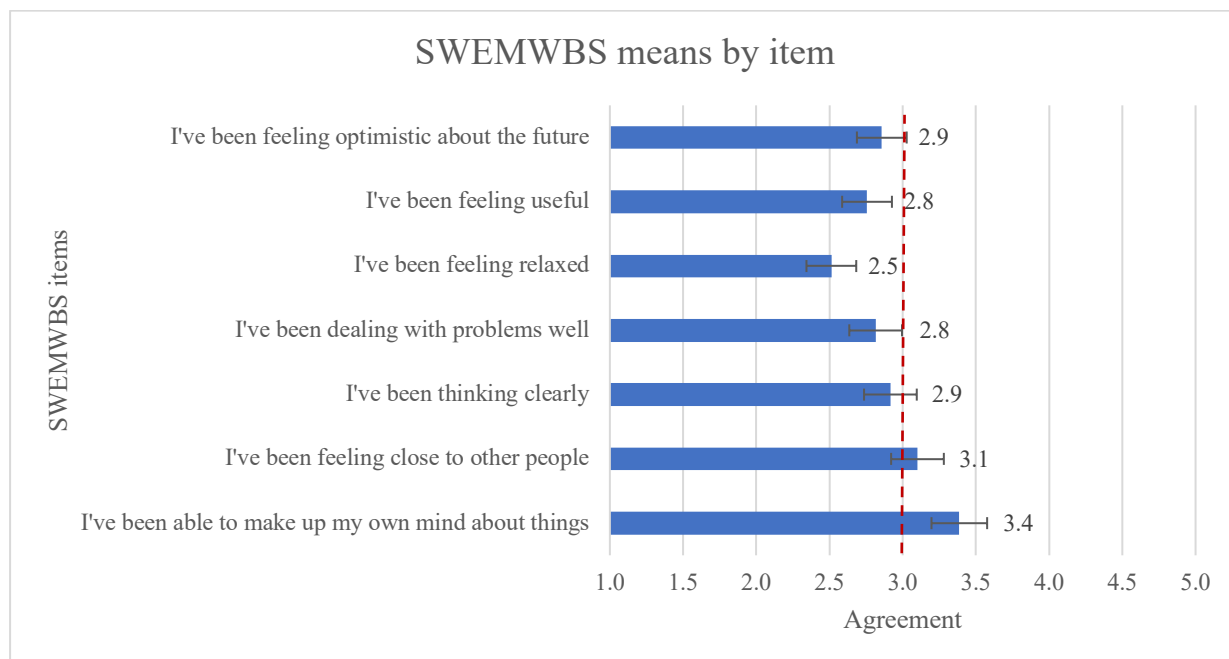 SWEMWBS means by item
SWEMWBS items
I've been feeling optimistic about the future
2.9
I've been feeling useful
2.8
I've been feeling relaxed
2.5
I've been dealing with problems well
2.8
I've been thinking clearly
2.9
I've been feeling close to other people
3.1
I've been able to make up my own mind about things
3.4
1.0 1.5 2.0 2.5 3.0 3.5 4.0 4.5 5.0
Agreement